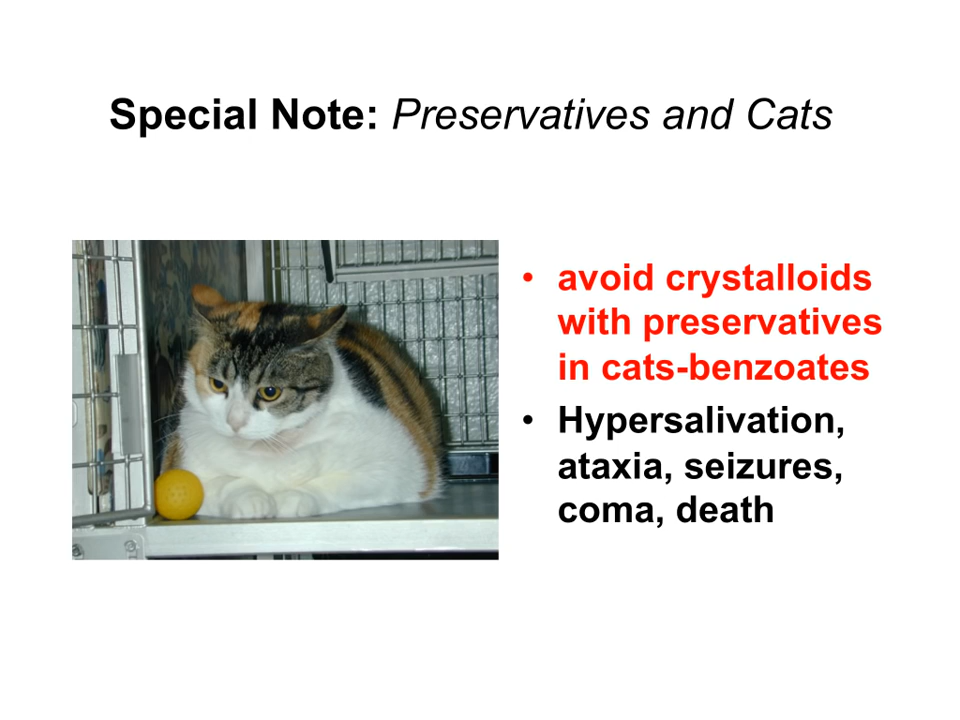 Special Note: Preservatives and Cats
• avoid crystalloids
with preservatives
in cats-benzoates
• Hypersalivation,
ataxia, seizures,
coma, death